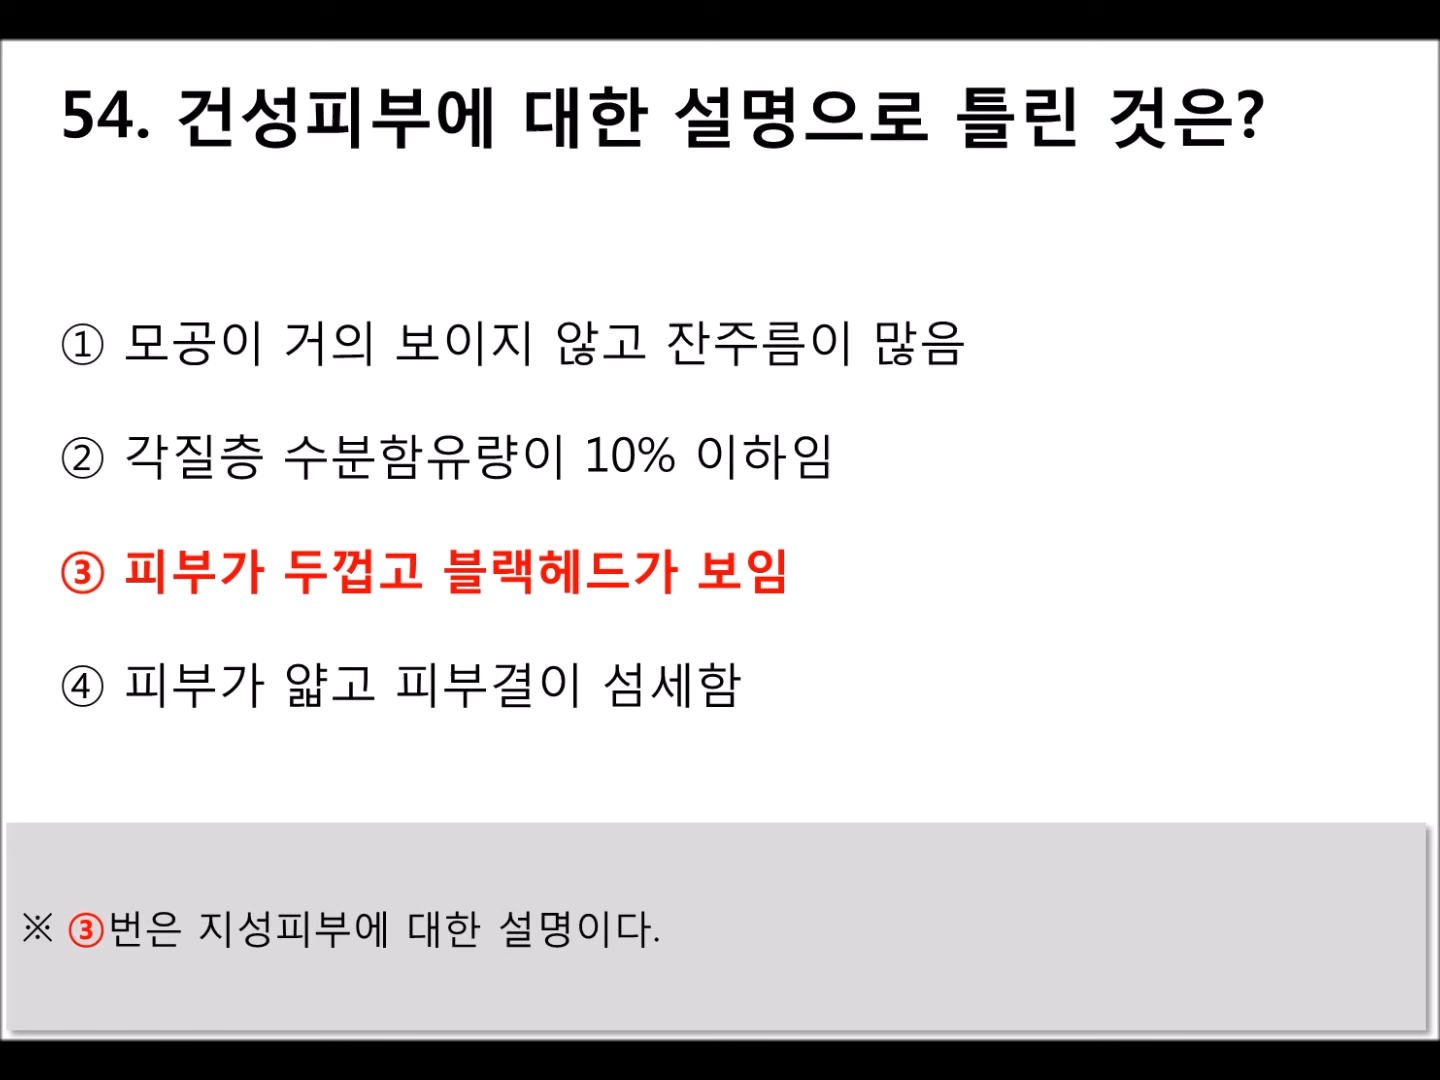 54. 건성피부에 대한 설명으로 틀린 것은?
① 모공이 거의 보이지 않고 잔주름이 많음
② 각질층 수분함유량이 10% 이하임
③ 피부가 두껍고 블랙헤드가 보임
④ 피부가 얇고 피부결이 섬세함
※ ③번은 지성피부에 대한 설명이다.